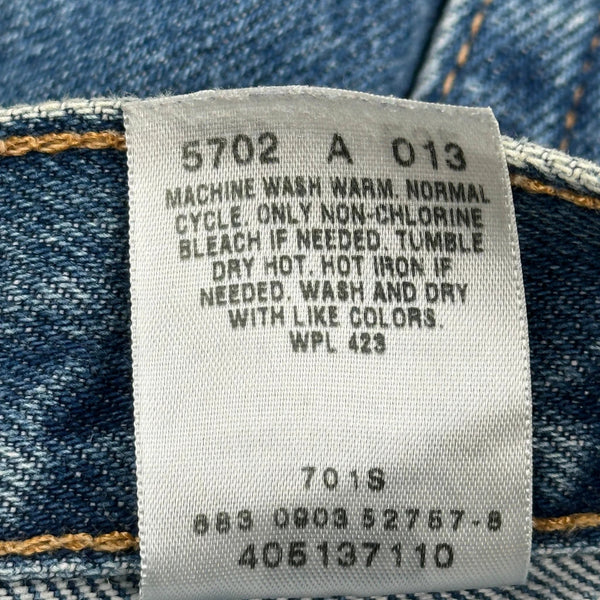 5702 A 013
MACHINE WASH WARM. NORMAL
CYCLE. ONLY NON-CHLORINE
BLEACH IF NEEDED. TUMBLE
DRY HOT. HOT IRON IF
NEEDED. WASH AND DRY
WITH LIKE COLORS.
WPL 423
701S
883 0903 52757-8
405137110